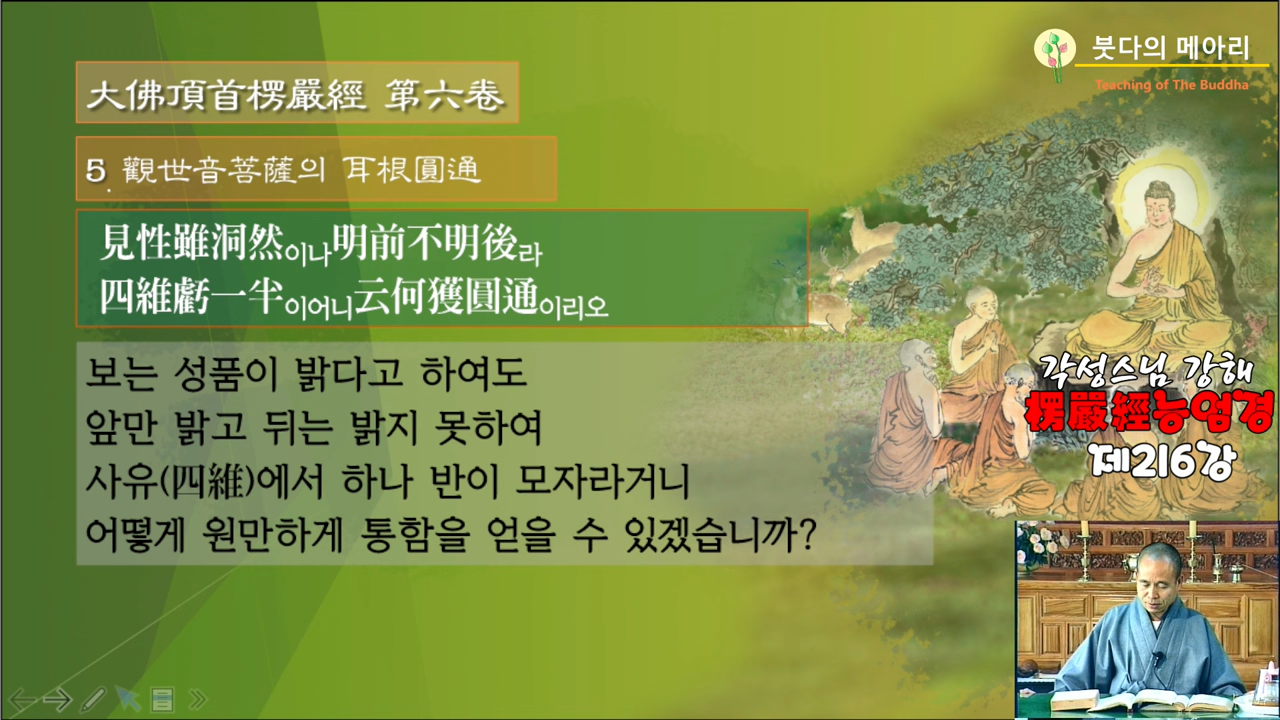 大佛頂首楞嚴經 第六卷
5. 觀世音菩薩의 耳根圓通
見性雖洞然이나明前不明後라
四維虧一半이어니云何獲圓通이리오
보는 성품이 밝다고 하여도
앞만 밝고 뒤는 밝지 못하여
사유(四維)에서 하나 반이 모자라거니
어떻게 원만하게 통함을 얻을 수 있겠습니까?
붓다의 메아리
Teaching of The Buddha
각성스님 강해
楞嚴經능엄경
제216강